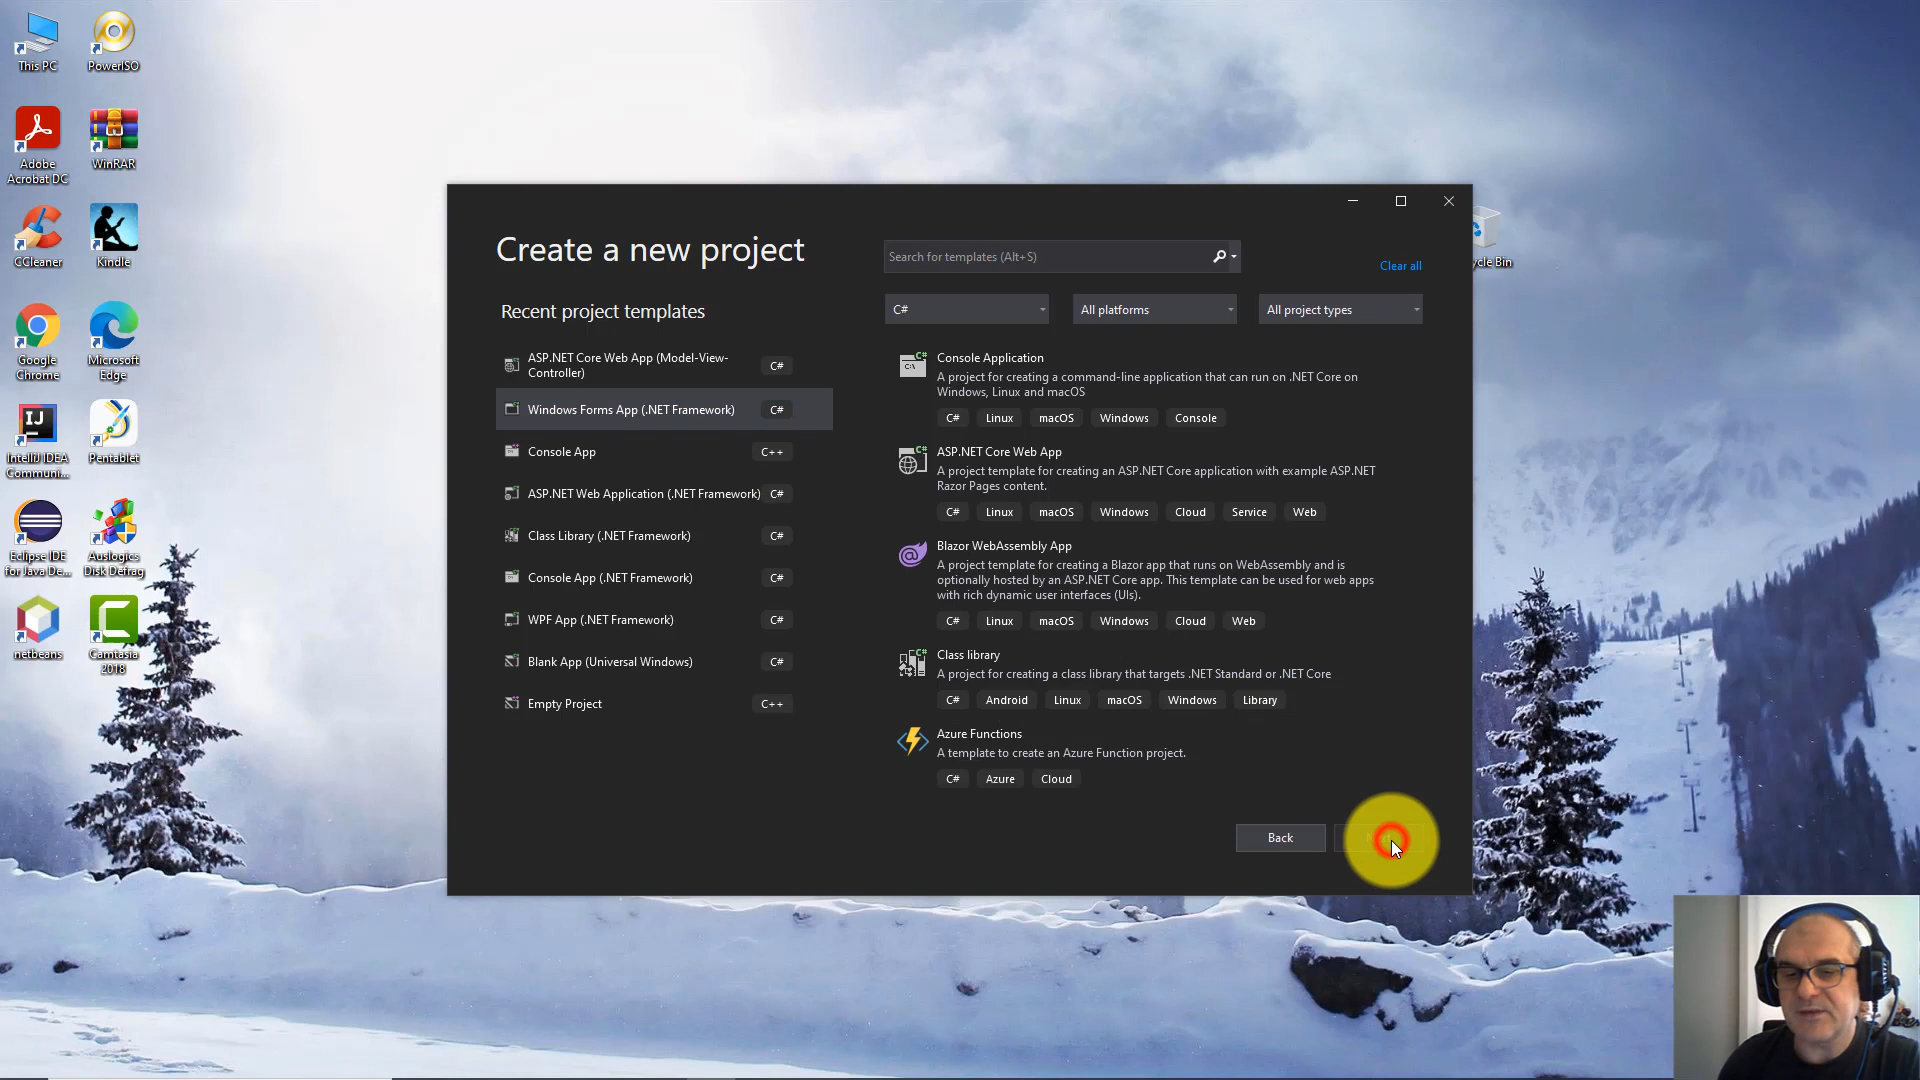 This PC
PowerISO
Adobe
Acrobat DC
WinRAR
CCleaner
Kindle
Google
Chrome
Microsoft
Edge
IntelliJ IDEA
Communi...
Pentablet
Eclipse IDE
for Java De...
Auslogics
Disk Defrag
netbeans
Camtasia
2018
ycle Bin
Create a new project
Search for templates (Alt+S)
Clear all
C#
All platforms
All project types
Recent project templates
ASP.NET Core Web App (Model-View-
Controller)
C#
Windows Forms App (.NET Framework)
C#
Console App
C++
ASP.NET Web Application (.NET Framework)
C#
Class Library (.NET Framework)
C#
Console App (.NET Framework)
C#
WPF App (.NET Framework)
C#
Blank App (Universal Windows)
C#
Empty Project
C++
Console Application
A project for creating a command-line application that can run on .NET Core on
Windows, Linux and macOS
C# Linux macOS Windows Console
ASP.NET Core Web App
A project template for creating an ASP.NET Core application with example ASP.NET
Razor Pages content.
C# Linux macOS Windows Cloud Service Web
Blazor WebAssembly App
A project template for creating a Blazor app that runs on WebAssembly and is
optionally hosted by an ASP.NET Core app. This template can be used for web apps
with rich dynamic user interfaces (UIs).
C# Linux macOS Windows Cloud Web
Class library
A project for creating a class library that targets .NET Standard or .NET Core
C# Android Linux macOS Windows Library
Azure Functions
A template to create an Azure Function project.
C# Azure Cloud
Back